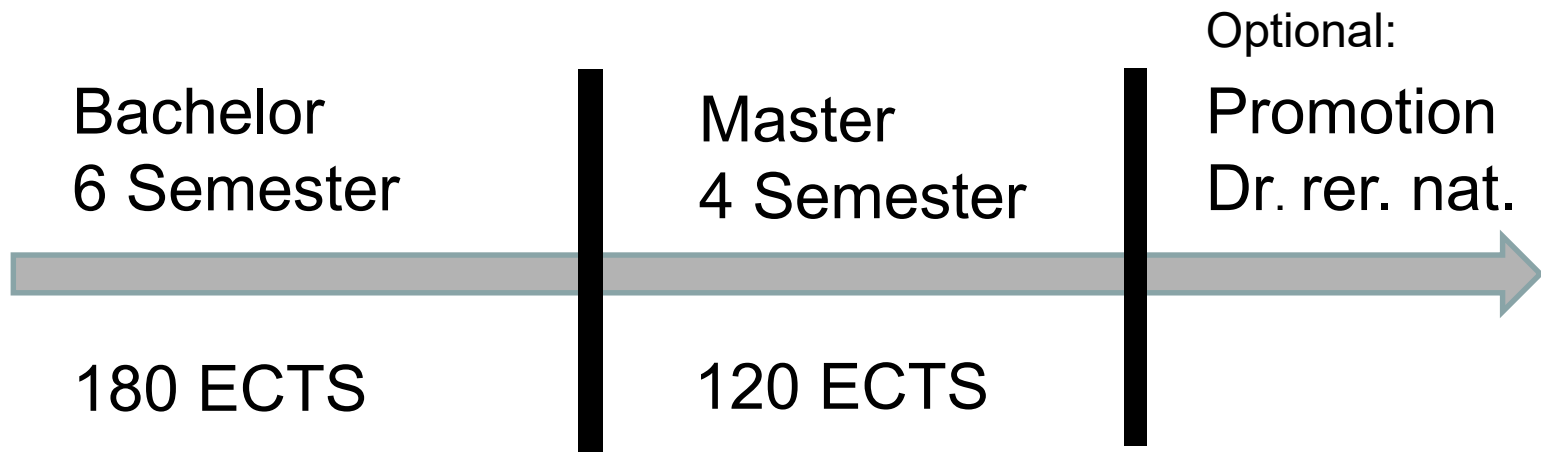 Bachelor
6 Semester
180 ECTS
Master
4 Semester
120 ECTS
Optional:
Promotion
Dr. rer. nat.